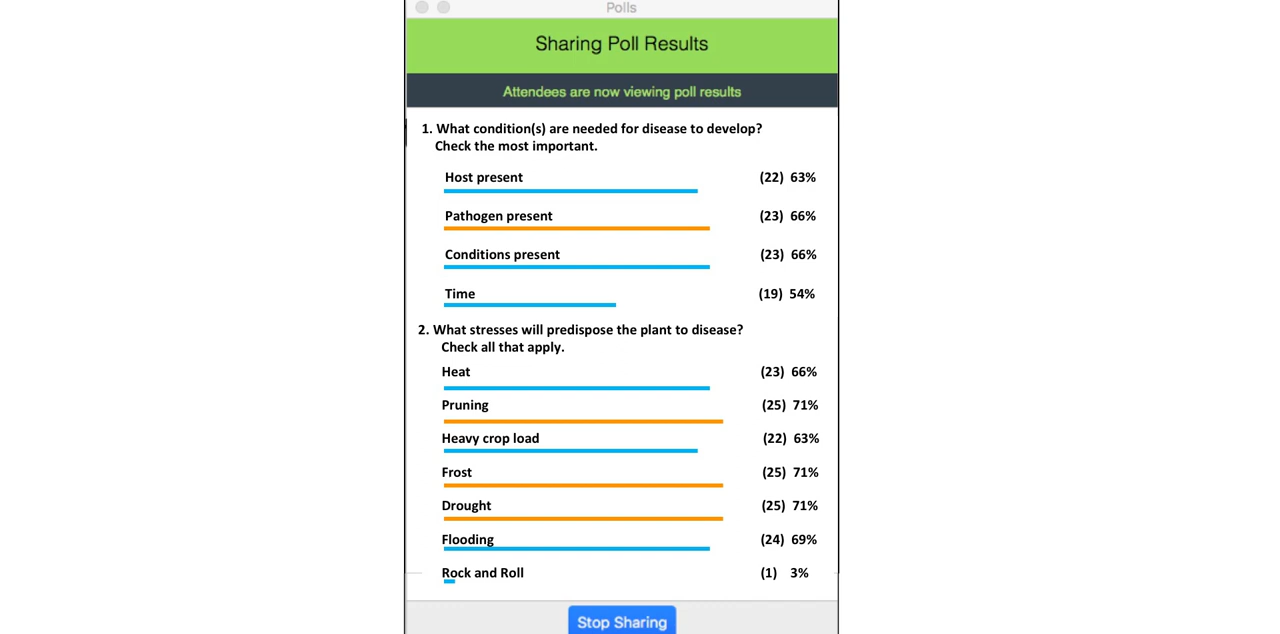 Polls
Sharing Poll Results
Attendees are now viewing poll results
1. What condition(s) are needed for disease to develop?
Check the most important.
Host present (22) 63%
Pathogen present (23) 66%
Conditions present (23) 66%
Time (19) 54%
2. What stresses will predispose the plant to disease?
Check all that apply.
Heat (23) 66%
Pruning (25) 71%
Heavy crop load (22) 63%
Frost (25) 71%
Drought (25) 71%
Flooding (24) 69%
Rock and Roll (1) 3%
Stop Sharing